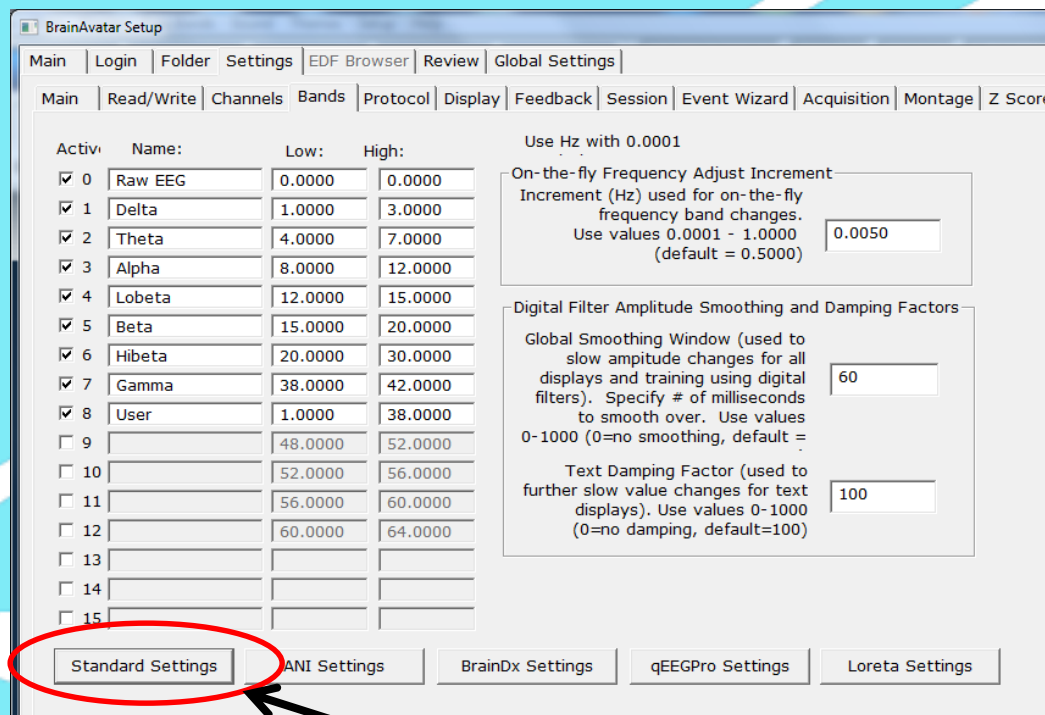 BrainAvatar Setup
Main Login Folder Settings EDF Browser Review Global Settings
Main Read/Write Channels Bands Protocol Display Feedback Session Event Wizard Acquisition Montage Z Score
Active Name: Low: High:
0 Raw EEG 0.0000 0.0000
1 Delta 1.0000 3.0000
2 Theta 4.0000 7.0000
3 Alpha 8.0000 12.0000
4 Lobeta 12.0000 15.0000
5 Beta 15.0000 20.0000
6 Hibeta 20.0000 30.0000
7 Gamma 38.0000 42.0000
8 User 1.0000 38.0000
9 48.0000 52.0000
10 52.0000 56.0000
11 56.0000 60.0000
12 60.0000 64.0000
13
14
15
Use Hz with 0.0001
On-the-fly Frequency Adjust Increment
Increment (Hz) used for on-the-fly
frequency band changes.
Use values 0.0001 - 1.0000
(default = 0.5000)
0.0050
Digital Filter Amplitude Smoothing and Damping Factors
Global Smoothing Window (used to
slow ampitude changes for all
displays and training using digital
filters). Specify # of milliseconds
to smooth over. Use values
0-1000 (0=no smoothing, default =
60
Text Damping Factor (used to
further slow value changes for text
displays). Use values 0-1000
(0=no damping, default=100)
100
Standard Settings ANI Settings BrainDx Settings qEEGPro Settings Loreta Settings